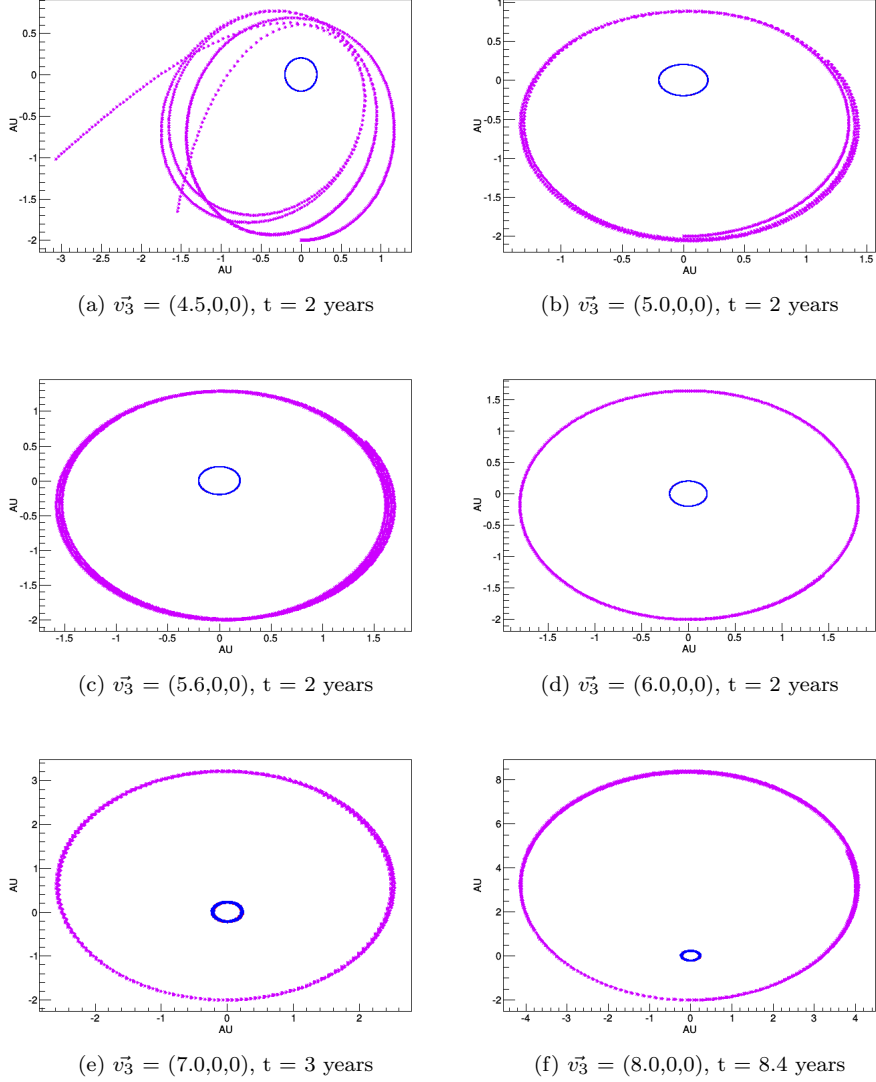 0.5
0
-0.5
-1
-1.5
-2
AU
-3 -2.5 -2 -1.5 -1 -0.5 0 0.5 1
AU
(a) v⃗₃ = (4.5,0,0), t = 2 years
0.5
0
-0.5
-1
-1.5
-2
AU
-1 -0.5 0 0.5 1 1.5
AU
(b) v⃗₃ = (5.0,0,0), t = 2 years
1
0.5
0
-0.5
-1
-1.5
-2
AU
-1.5 -1 -0.5 0 0.5 1 1.5
AU
(c) v⃗₃ = (5.6,0,0), t = 2 years
1.5
1
0.5
0
-0.5
-1
-1.5
-2
AU
-1.5 -1 -0.5 0 0.5 1 1.5
AU
(d) v⃗₃ = (6.0,0,0), t = 2 years
3
2
1
0
-1
-2
AU
-2 -1 0 1 2
AU
(e) v⃗₃ = (7.0,0,0), t = 3 years
8
6
4
2
0
-2
AU
-4 -3 -2 -1 0 1 2 3 4
AU
(f) v⃗₃ = (8.0,0,0), t = 8.4 years